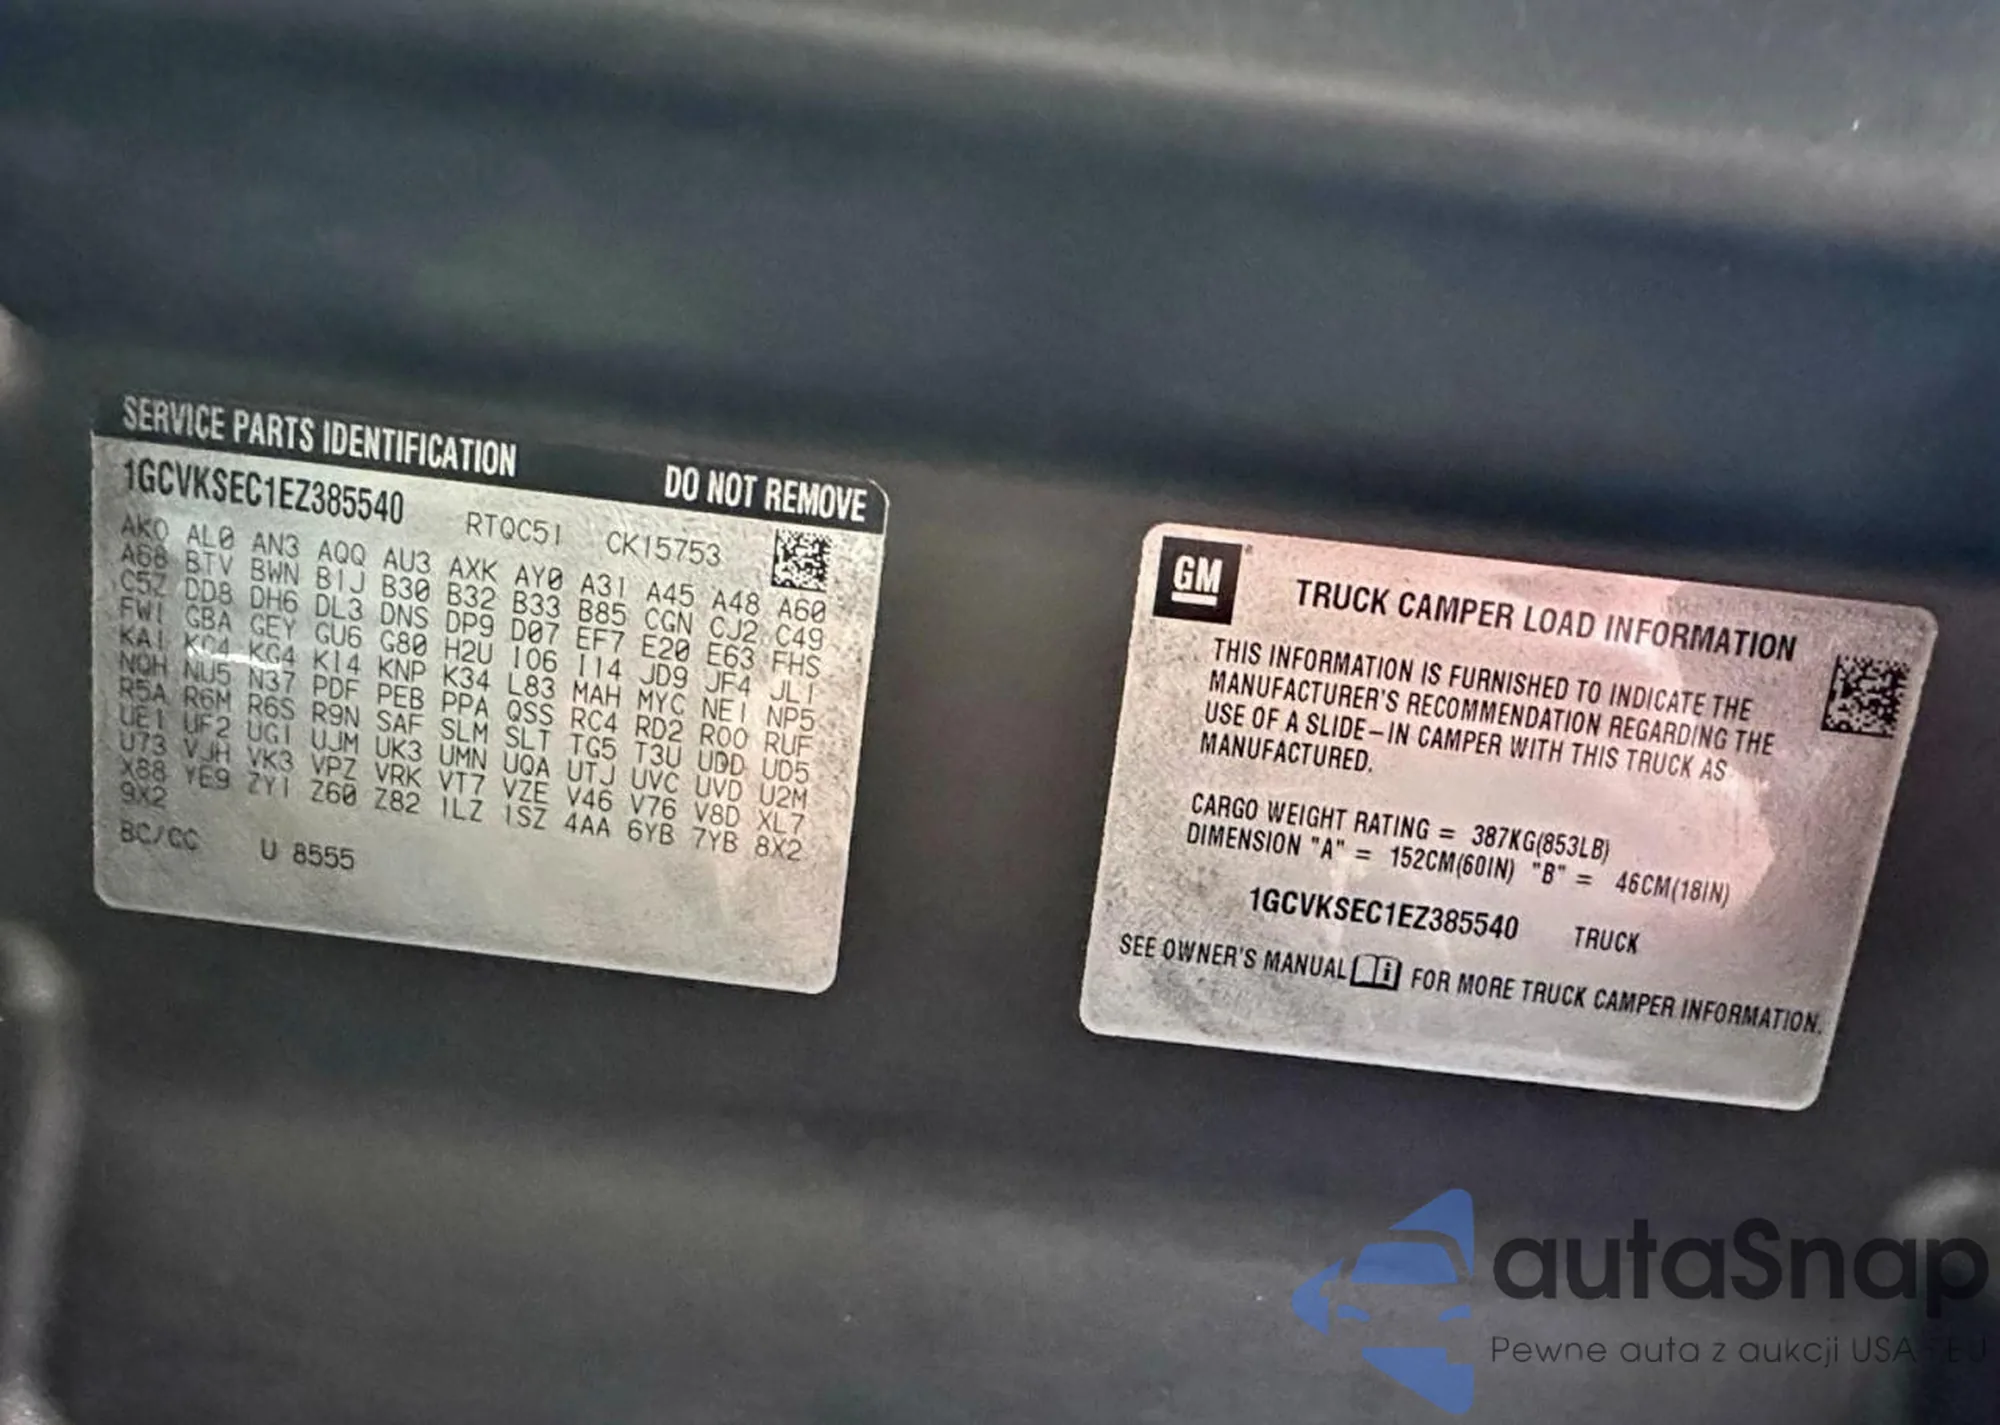 SERVICE PARTS IDENTIFICATION DO NOT REMOVE
1GCVKSEC1EZ385540 RTQC51 CK15753
AKO AL0 AN3 AQQ AU3 AXK AY0 A31 A45 A48 A60
A68 BTV BWN B1J B30 B32 B33 B85 CGN CJ2 C49
C5Z DD8 DH6 DL3 DNS DP9 D07 EF7 E20 E63 FHS
FW1 GBA GEY GU6 G80 H2U I06 I14 JD9 JF4 JL1
KA1 KC4 KG4 K14 KNP K34 L83 MAH MYC NE1 NP5
NQH NU5 N37 PDF PEB PPA QSS RC4 RD2 ROO RUF
R5A R6M R6S R9N SAF SLM SLT TG5 T3U UDD UD5
UE1 UF2 UG1 UJM UK3 UMN UQA UTJ UVC UVD U2M
U73 VJH VK3 VPZ VRK VT7 VZE V46 V76 V8D XL7
X88 YE9 ZY1 Z60 Z82 1LZ 1SZ 4AA 6YB 7YB 8X2
9X2
BC/CC U 8555
GM
TRUCK CAMPER LOAD INFORMATION
THIS INFORMATION IS FURNISHED TO INDICATE THE
MANUFACTURER'S RECOMMENDATION REGARDING THE
USE OF A SLIDE-IN CAMPER WITH THIS TRUCK AS
MANUFACTURED.
CARGO WEIGHT RATING = 387KG(853LB)
DIMENSION "A" = 152CM(60IN) "B" = 46CM(18IN)
1GCVKSEC1EZ385540 TRUCK
SEE OWNER'S MANUAL FOR MORE TRUCK CAMPER INFORMATION.
autaSnap
Pewne auta z aukcji USA - EU